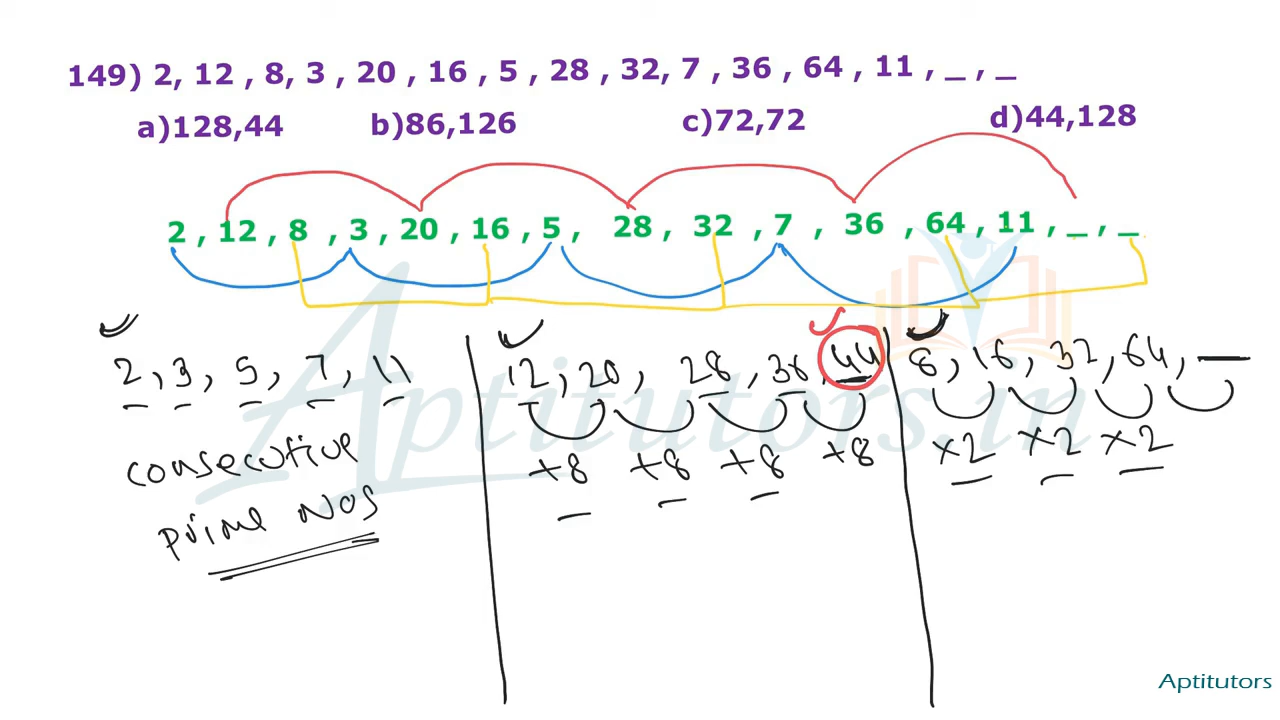 149) 2, 12 , 8, 3 , 20 , 16 , 5 , 28 , 32, 7 , 36 , 64 , 11 , _ , _
a)128,44 b)86,126 c)72,72 d)44,128
2 , 12 , 8 , 3 , 20 , 16 , 5 , 28 , 32 , 7 , 36 , 64 , 11 , _ , _
2 , 3 , 5 , 7 , 11
consecutive
prime NOS
12 , 20 , 28 , 36 , 44
+8 +8 +8 +8
8 , 16 , 32 , 64 , __
×2 ×2 ×2
Aptitutors.in
Aptitutors